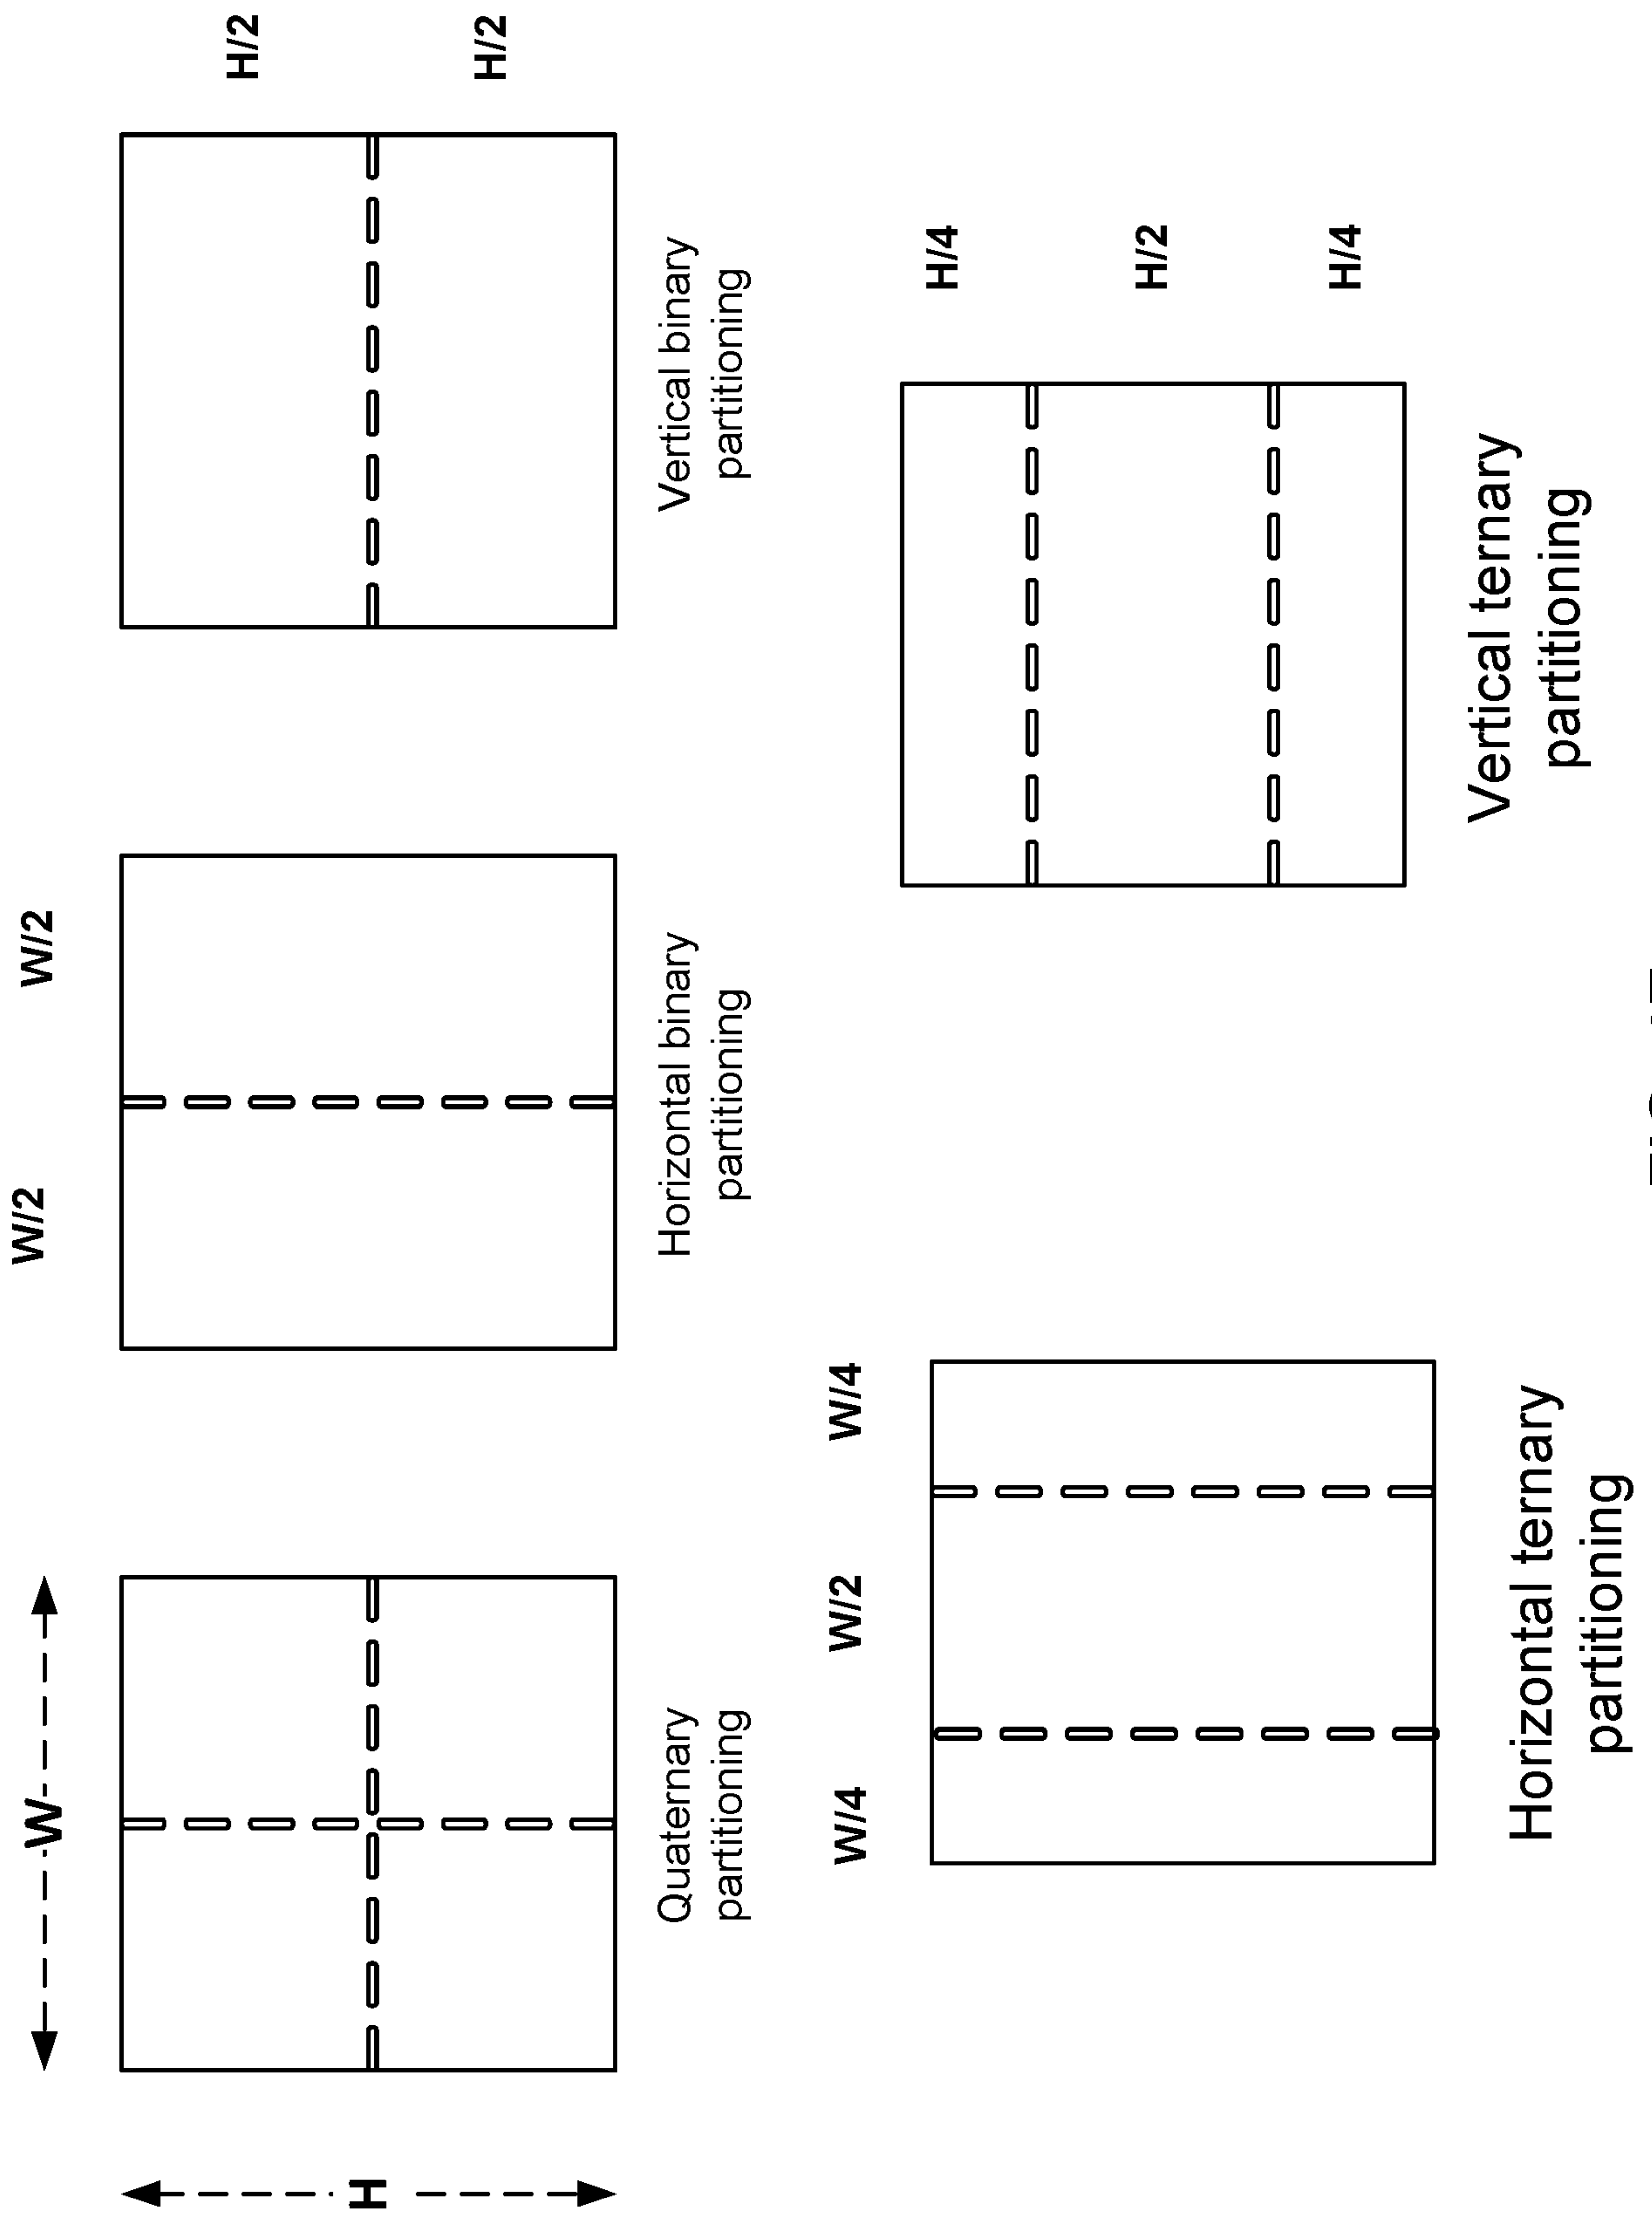 W
W/2
W/2
H
H/2
H/2
Quaternary
partitioning
Horizontal binary
partitioning
Vertical binary
partitioning
W/4
W/2
W/4
H/4
H/2
H/4
Horizontal ternary
partitioning
Vertical ternary
partitioning